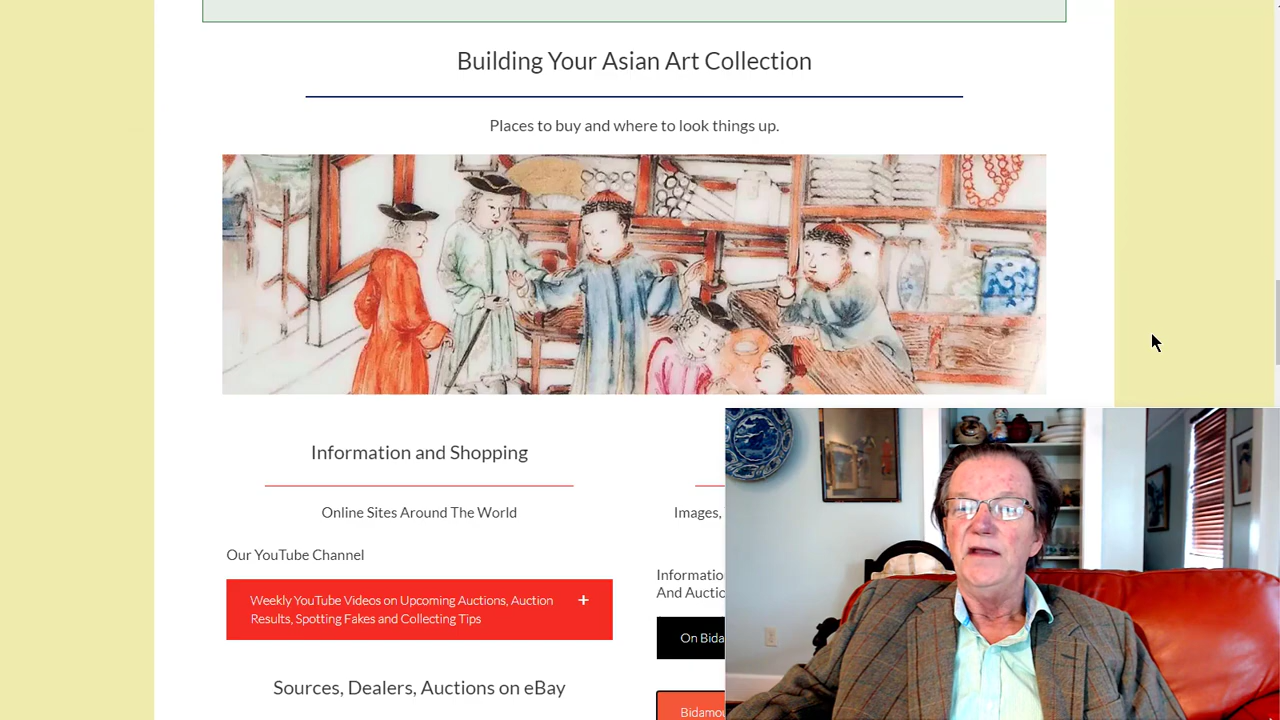 Building Your Asian Art Collection
Places to buy and where to look things up.
Information and Shopping
Online Sites Around The World
Our YouTube Channel
Weekly YouTube Videos on Upcoming Auctions, Auction
Results, Spotting Fakes and Collecting Tips
+
Sources, Dealers, Auctions on eBay
Images,
And Auctio
On Bida
Bidamou